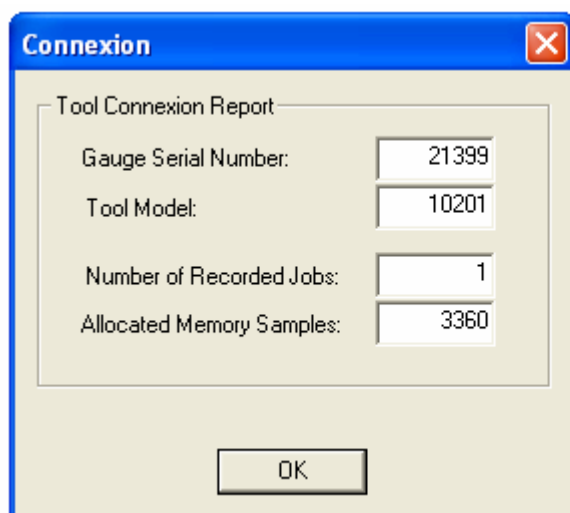 Connexion
Tool Connexion Report
Gauge Serial Number: 21399
Tool Model: 10201
Number of Recorded Jobs: 1
Allocated Memory Samples: 3360
OK